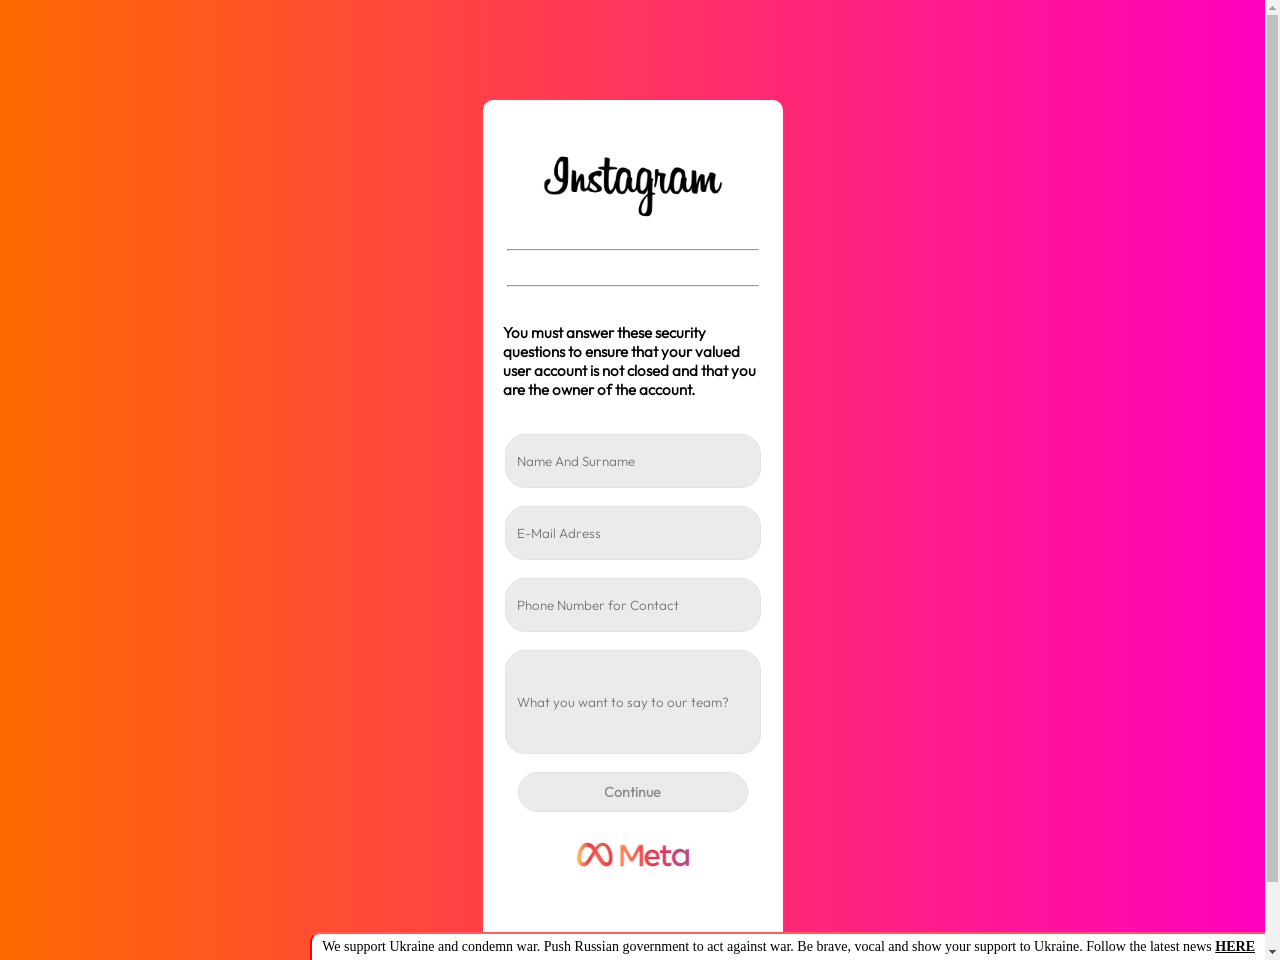 Instagram
You must answer these security
questions to ensure that your valued
user account is not closed and that you
are the owner of the account.
Name And Surname
E-Mail Adress
Phone Number for Contact
What you want to say to our team?
Continue
Meta
We support Ukraine and condemn war. Push Russian government to act against war. Be brave, vocal and show your support to Ukraine. Follow the latest news HERE